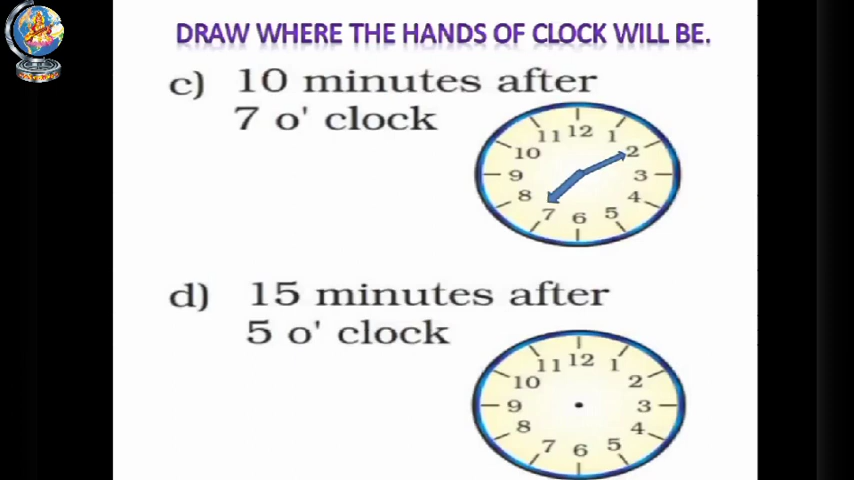 DRAW WHERE THE HANDS OF CLOCK WILL BE.
c) 10 minutes after
7 o' clock
12
11 1
10 2
9 3
8 4
7 5
6
d) 15 minutes after
5 o' clock
12
11 1
10 2
9 3
8 4
7 5
6